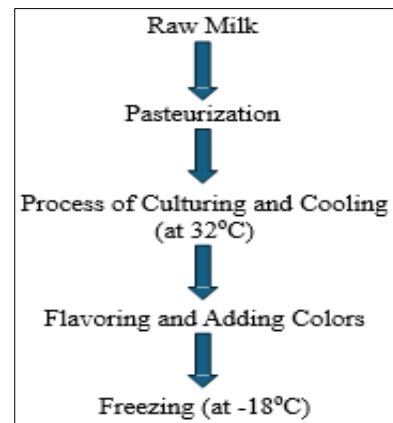 Raw Milk
Pasteurization
Process of Culturing and Cooling
(at 32°C)
Flavoring and Adding Colors
Freezing (at -18°C)